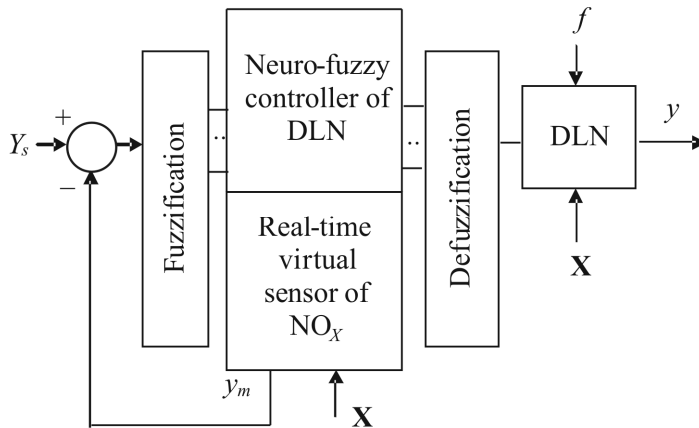 f
Neuro-fuzzy
controller of
DLN
+
Y_s
−
Fuzzification
..
..
Defuzzification
DLN
y
X
Real-time
virtual
sensor of
NO_X
y_m
X